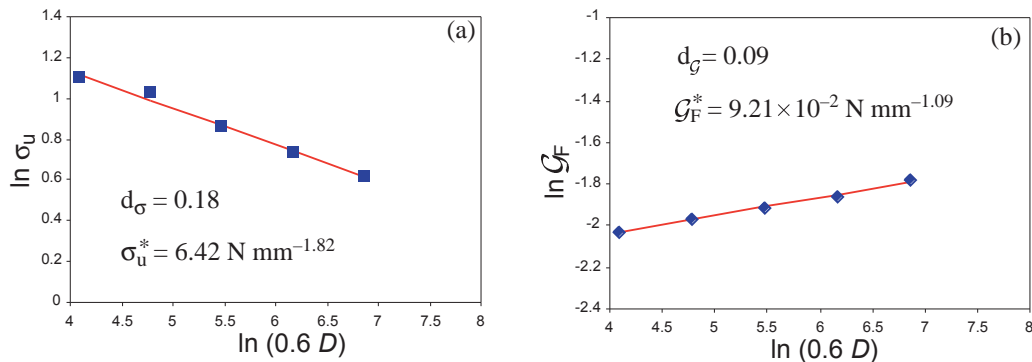 (a)
1.4
1.2
1
0.8
0.6
0.4
0.2
0
ln σu
dσ = 0.18
σu* = 6.42 N mm–1.82
4 4.5 5 5.5 6 6.5 7 7.5 8
ln (0.6 D)
(b)
-1
-1.2
-1.4
-1.6
-1.8
-2
-2.2
-2.4
ln 𝒢F
d𝒢 = 0.09
𝒢F* = 9.21×10–2 N mm–1.09
4 4.5 5 5.5 6 6.5 7 7.5 8
ln (0.6 D)